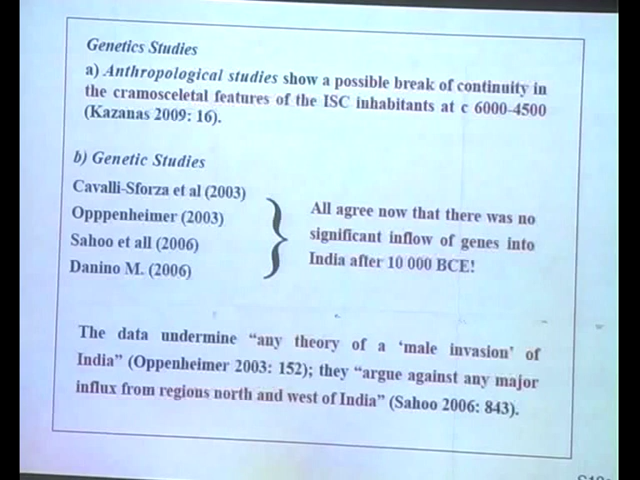 Genetics Studies
a) Anthropological studies show a possible break of continuity in
the cramosceletal features of the ISC inhabitants at c 6000-4500
(Kazanas 2009: 16).
b) Genetic Studies
Cavalli-Sforza et al (2003)
Opppenheimer (2003)
Sahoo et all (2006)
Danino M. (2006)
All agree now that there was no
significant inflow of genes into
India after 10 000 BCE!
The data undermine “any theory of a ‘male invasion’ of
India” (Oppenheimer 2003: 152); they “argue against any major
influx from regions north and west of India” (Sahoo 2006: 843).